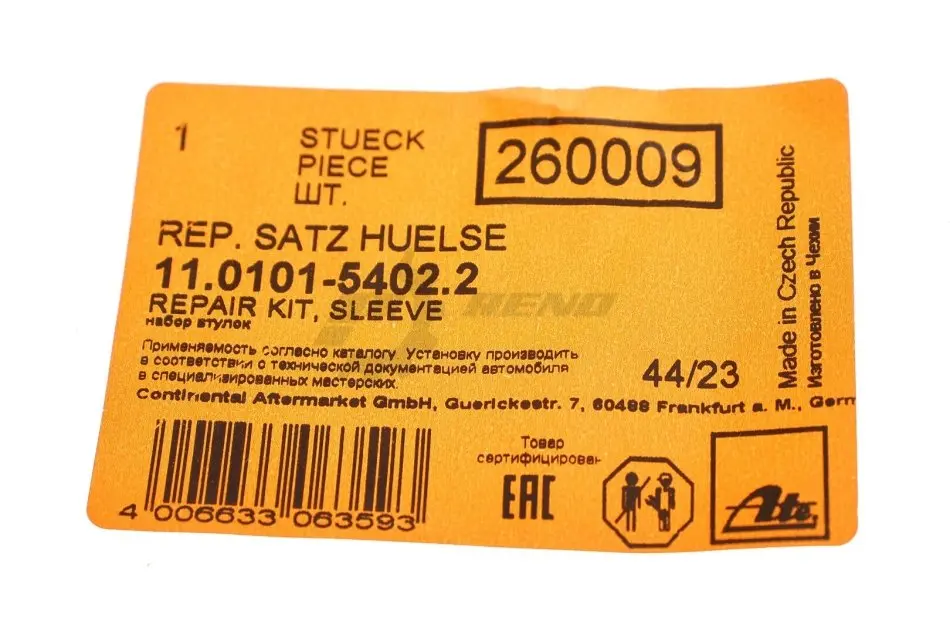 1
STUECK
PIECE
ШТ.
260009
REP. SATZ HUELSE
11.0101-5402.2
REPAIR KIT, SLEEVE
набор втулок
RENO
Применяемость согласно каталогу. Установку производить
в соответствии с технической документацией автомобиля
в специализированных мастерских.
44/23
Continental Aftermarket GmbH, Guerickestr. 7, 60488 Frankfurt a. M., Germ
Made in Czech Republic
Изготовлено в Чехии
4 006633 063593
Товар
сертифицирован
EAC
Ate